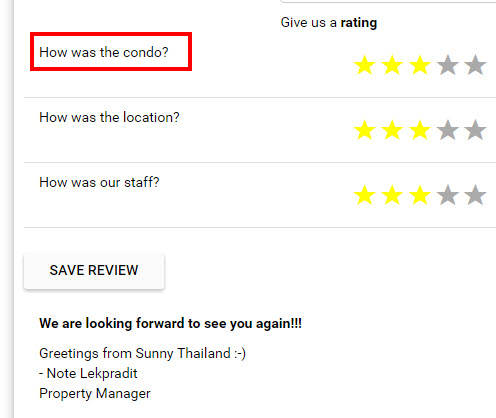 Give us a rating
How was the condo?
How was the location?
How was our staff?
SAVE REVIEW
We are looking forward to see you again!!!
Greetings from Sunny Thailand :-)
- Note Lekpradit
Property Manager